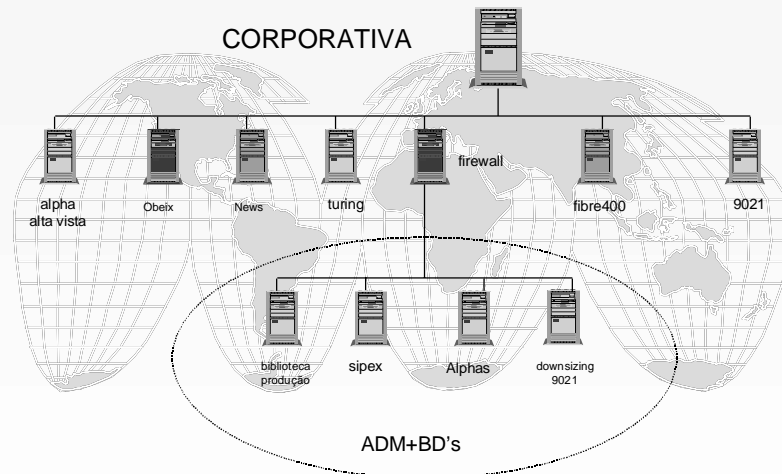 CORPORATIVA
firewall
alpha
alta vista
Obeix
News
turing
fibre400
9021
biblioteca
produção
sipex
Alphas
downsizing
9021
ADM+BD's